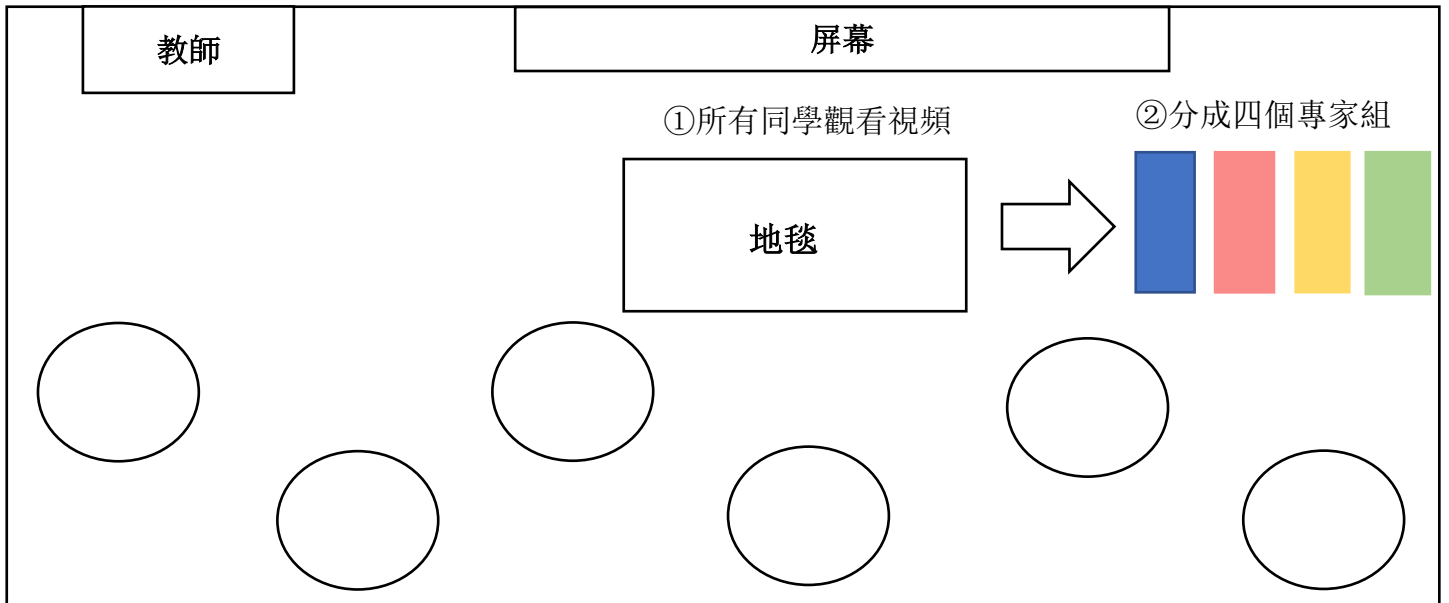 教師
屏幕
①所有同學觀看視頻
②分成四個專家組
地毯